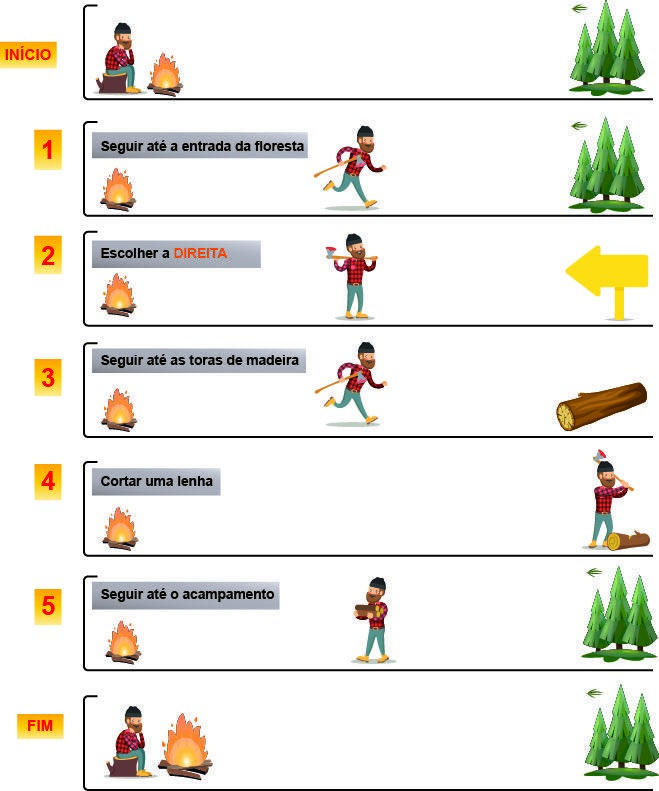 INÍCIO
1
Seguir até a entrada da floresta
2
Escolher a DIREITA
3
Seguir até as toras de madeira
4
Cortar uma lenha
5
Seguir até o acampamento
FIM